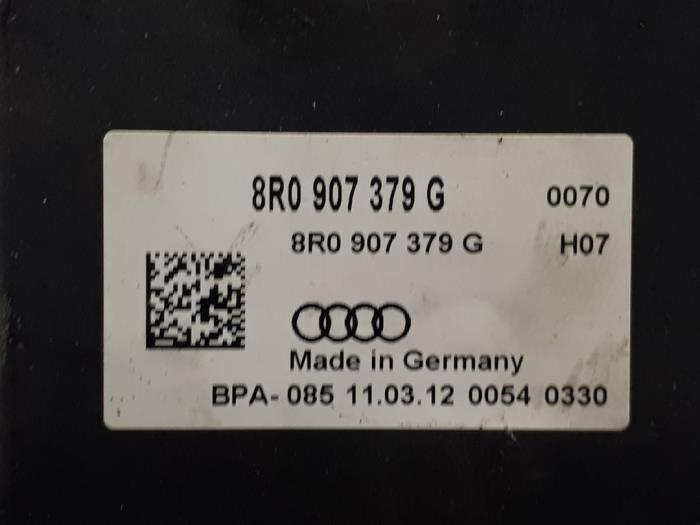 8R0 907 379 G 0070
8R0 907 379 G H07
Made in Germany
BPA- 085 11.03.12 0054 0330